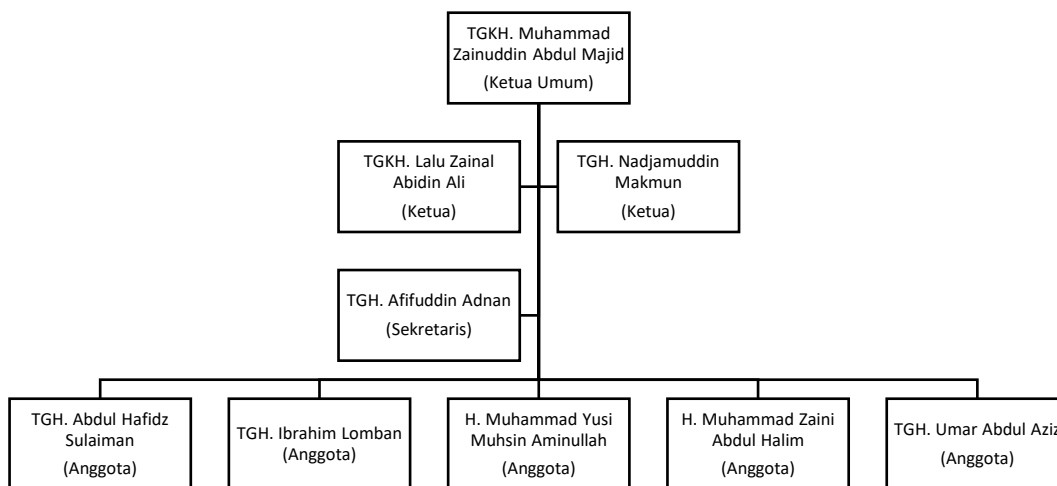 TGKH. Muhammad
Zainuddin Abdul Majid
(Ketua Umum)
TGKH. Lalu Zainal
Abidin Ali
(Ketua)
TGH. Nadjamuddin
Makmun
(Ketua)
TGH. Afifuddin Adnan
(Sekretaris)
TGH. Abdul Hafidz
Sulaiman
(Anggota)
TGH. Ibrahim Lomban
(Anggota)
H. Muhammad Yusi
Muhsin Aminullah
(Anggota)
H. Muhammad Zaini
Abdul Halim
(Anggota)
TGH. Umar Abdul Aziz
(Anggota)